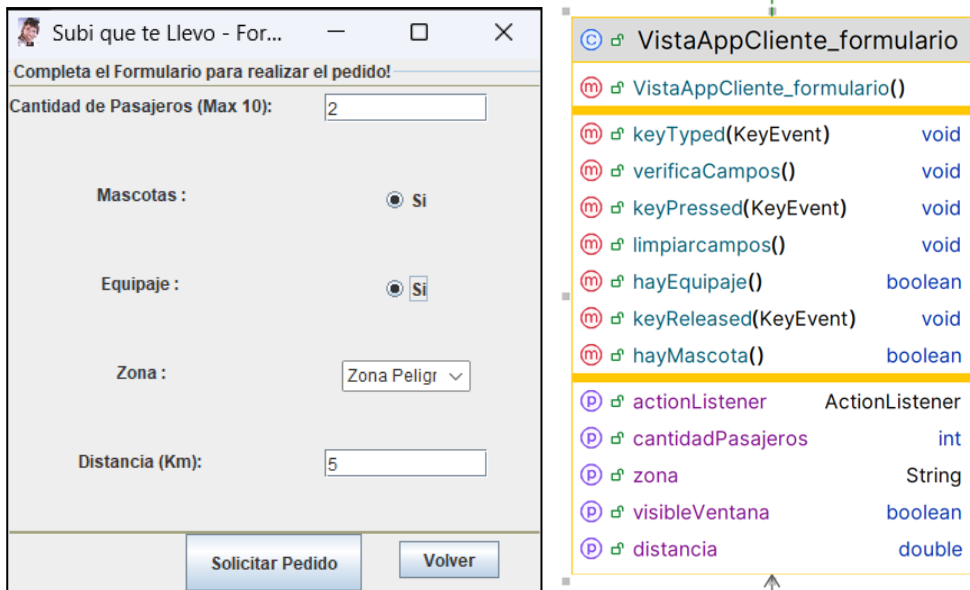 Subi que te Llevo - For...
Completa el Formulario para realizar el pedido!
Cantidad de Pasajeros (Max 10): 2
Mascotas : Si
Equipaje : Si
Zona : Zona Peligr
Distancia (Km): 5
Solicitar Pedido Volver
C VistaAppCliente_formulario
m VistaAppCliente_formulario()
m keyTyped(KeyEvent) void
m verificaCampos() void
m keyPressed(KeyEvent) void
m limpiarcampos() void
m hayEquipaje() boolean
m keyReleased(KeyEvent) void
m hayMascota() boolean
p actionListener ActionListener
p cantidadPasajeros int
p zona String
p visibleVentana boolean
p distancia double